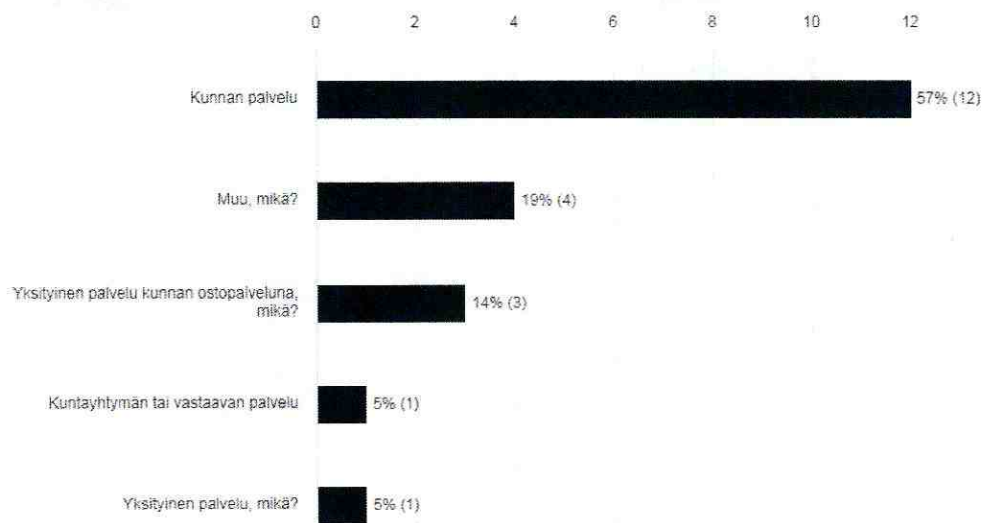 0 2 4 6 8 10 12
Kunnan palvelu 57% (12)
Muu, mikä? 19% (4)
Yksityinen palvelu kunnan ostopalveluna,
mikä? 14% (3)
Kuntayhtymän tai vastaavan palvelu 5% (1)
Yksityinen palvelu, mikä? 5% (1)